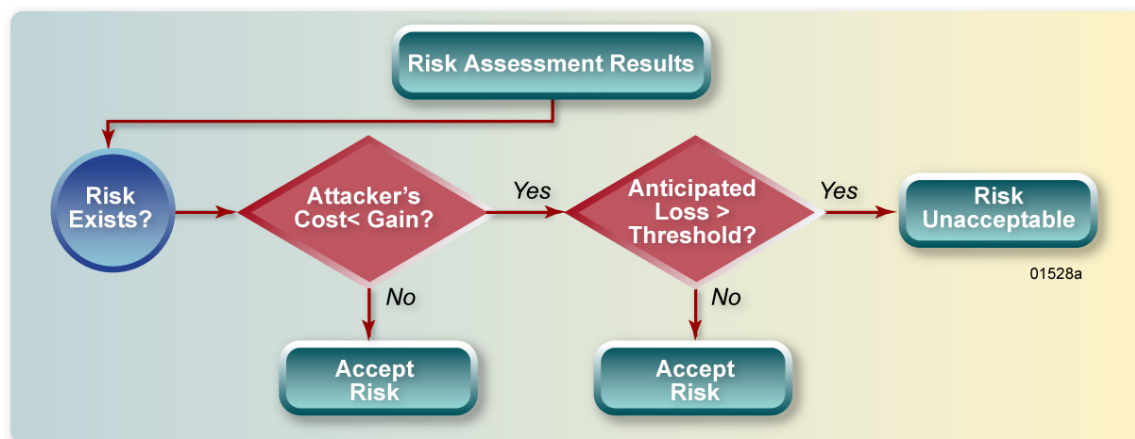 Risk Assessment Results
Risk
Exists?
Attacker's
Cost< Gain?
Yes
Anticipated
Loss >
Threshold?
Yes
Risk
Unacceptable
01528a
No
No
Accept
Risk
Accept
Risk